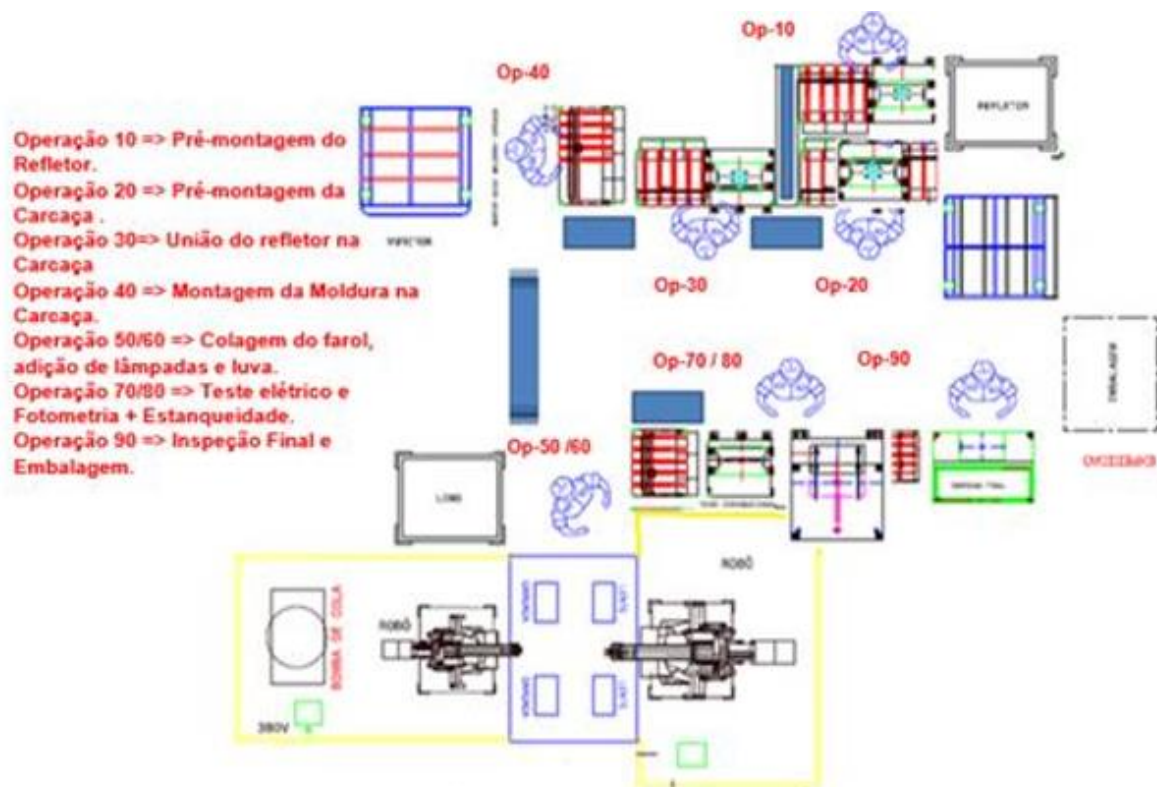 Operação 10 => Pré-montagem do
Refletor.
Operação 20 => Pré-montagem da
Carcaça .
Operação 30=> União do refletor na
Carcaça
Operação 40 => Montagem da Moldura na
Carcaça.
Operação 50/60 => Colagem do farol,
adição de lâmpadas e luva.
Operação 70/80 => Teste elétrico e
Fotometria + Estanqueidade.
Operação 90 => Inspeção Final e
Embalagem.
Op-10
Op-40
REFLETOR
Op-30
Op-20
Op-70 / 80
Op-90
EMBALAGEM
Op-50 /60
ROBÔ
ROBÔ
BOMBA DE COLA
380V